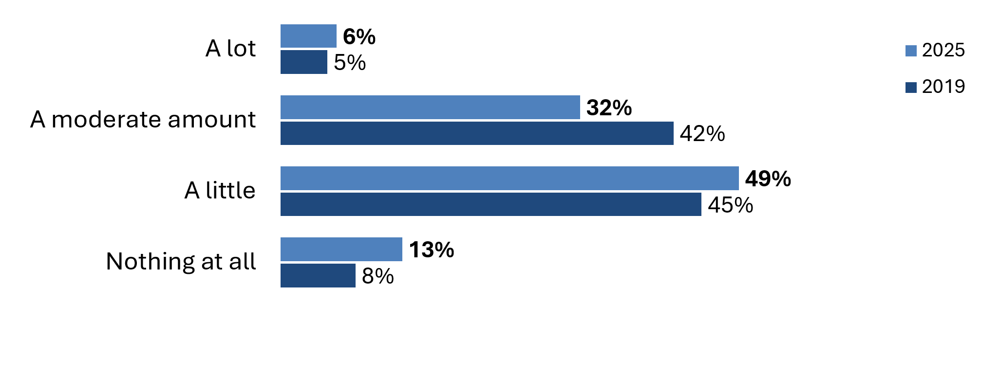 A lot
6%
5%
A moderate amount
32%
42%
A little
49%
45%
Nothing at all
13%
8%
2025
2019